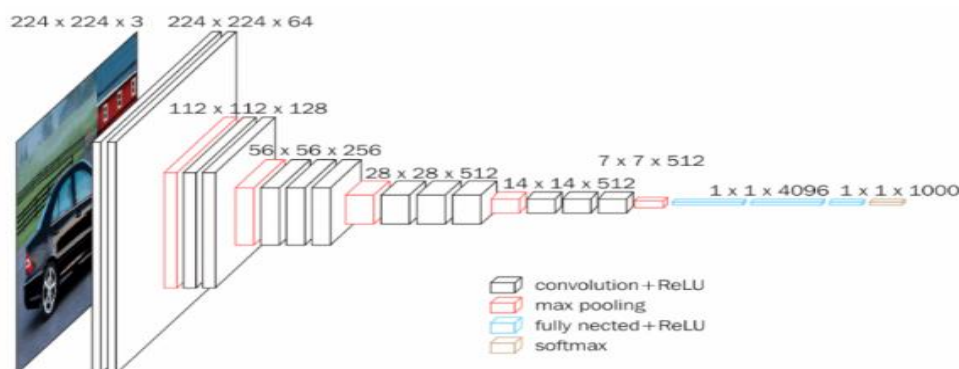 224 x 224 x 3
224 x 224 x 64
112 x 112 x 128
56 x 56 x 256
28 x 28 x 512
14 x 14 x 512
7 x 7 x 512
1 x 1 x 4096
1 x 1 x 1000
convolution+ReLU
max pooling
fully nected+ReLU
softmax